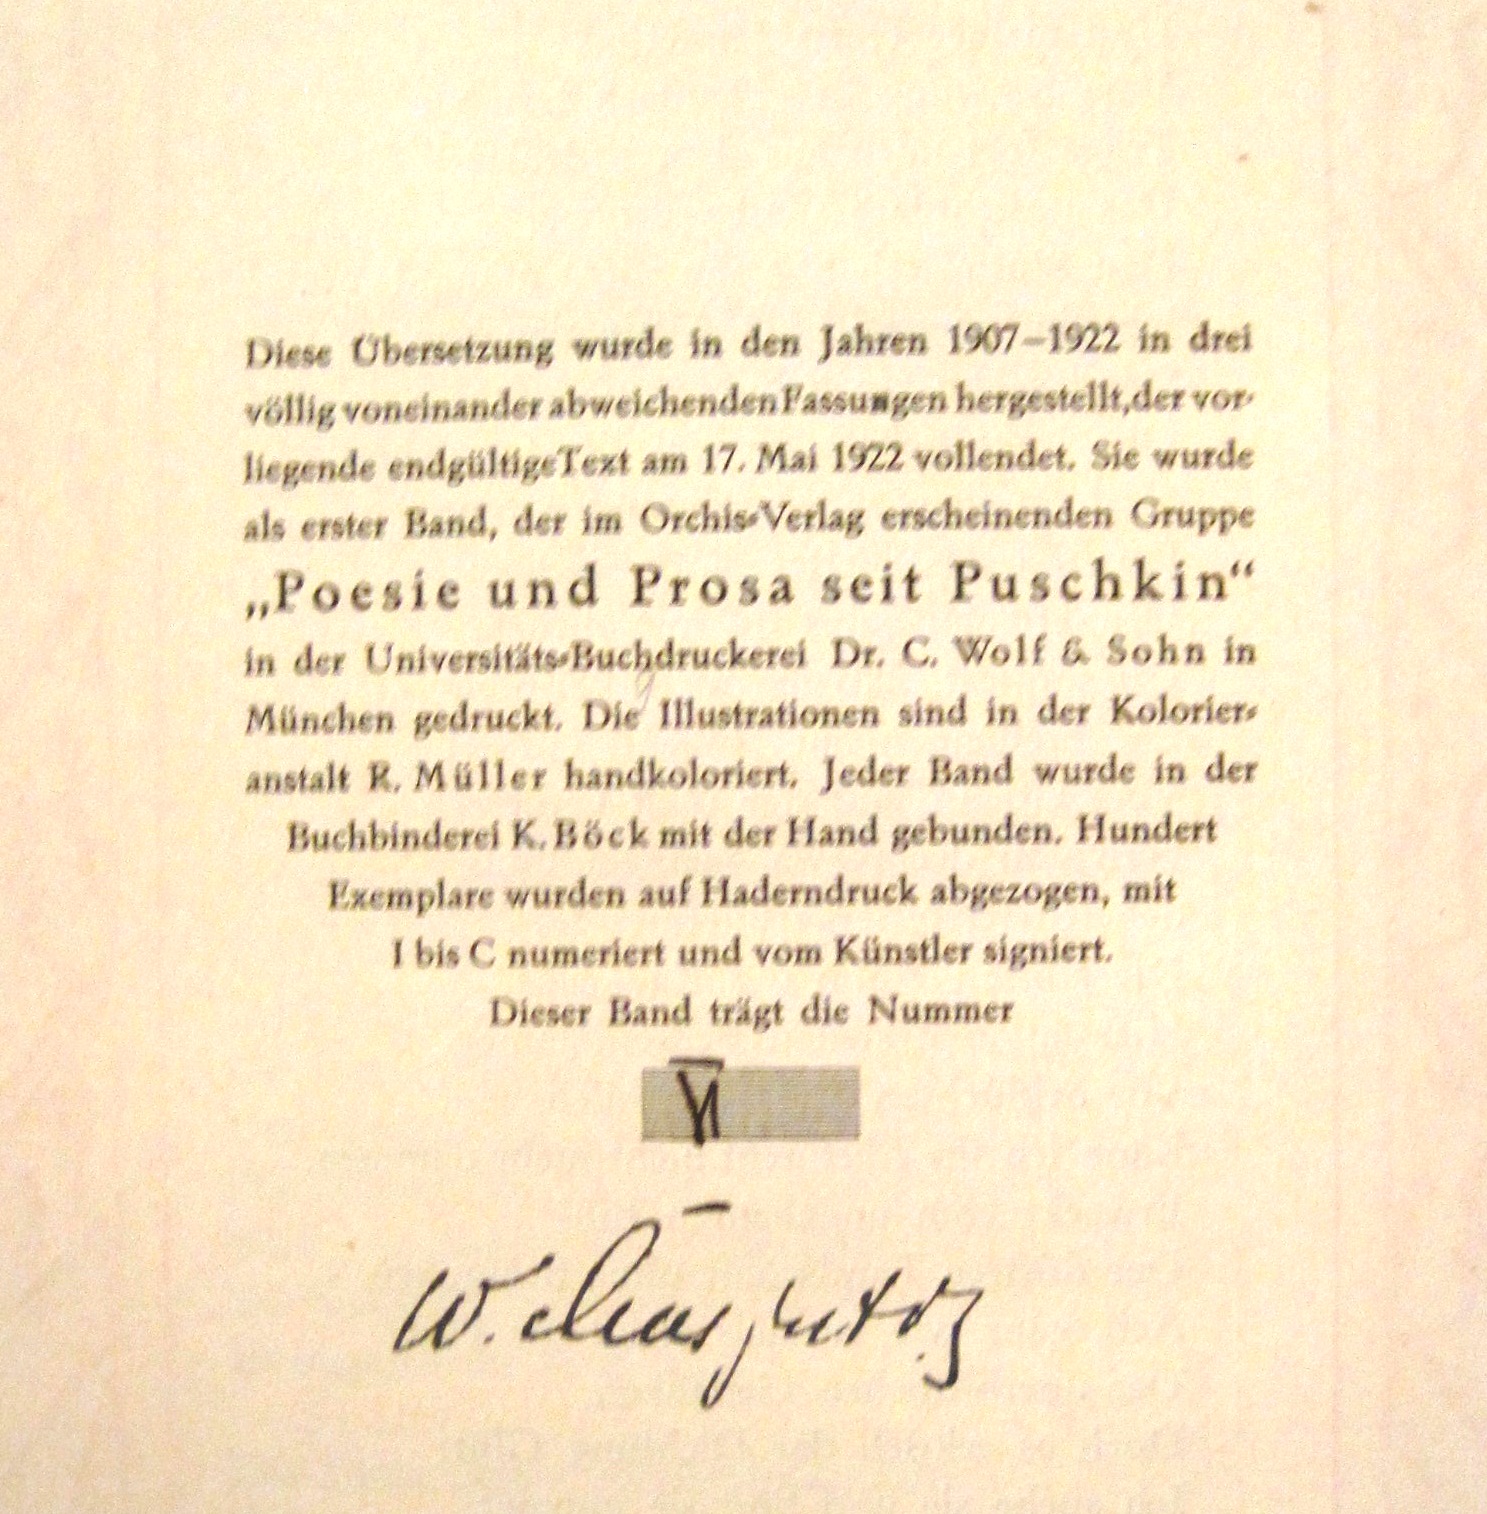 Diese Übersetzung wurde in den Jahren 1907–1922 in drei
völlig voneinander abweichenden Fassungen hergestellt, der vor-
liegende endgültige Text am 17. Mai 1922 vollendet. Sie wurde
als erster Band, der im Orchis-Verlag erscheinenden Gruppe
„Poesie und Prosa seit Puschkin“
in der Universitäts-Buchdruckerei Dr. C. Wolf & Sohn in
München gedruckt. Die Illustrationen sind in der Kolorier-
anstalt R. Müller handkoloriert. Jeder Band wurde in der
Buchbinderei K. Böck mit der Hand gebunden. Hundert
Exemplare wurden auf Haderndruck abgezogen, mit
I bis C numeriert und vom Künstler signiert.
Dieser Band trägt die Nummer
VI
W.